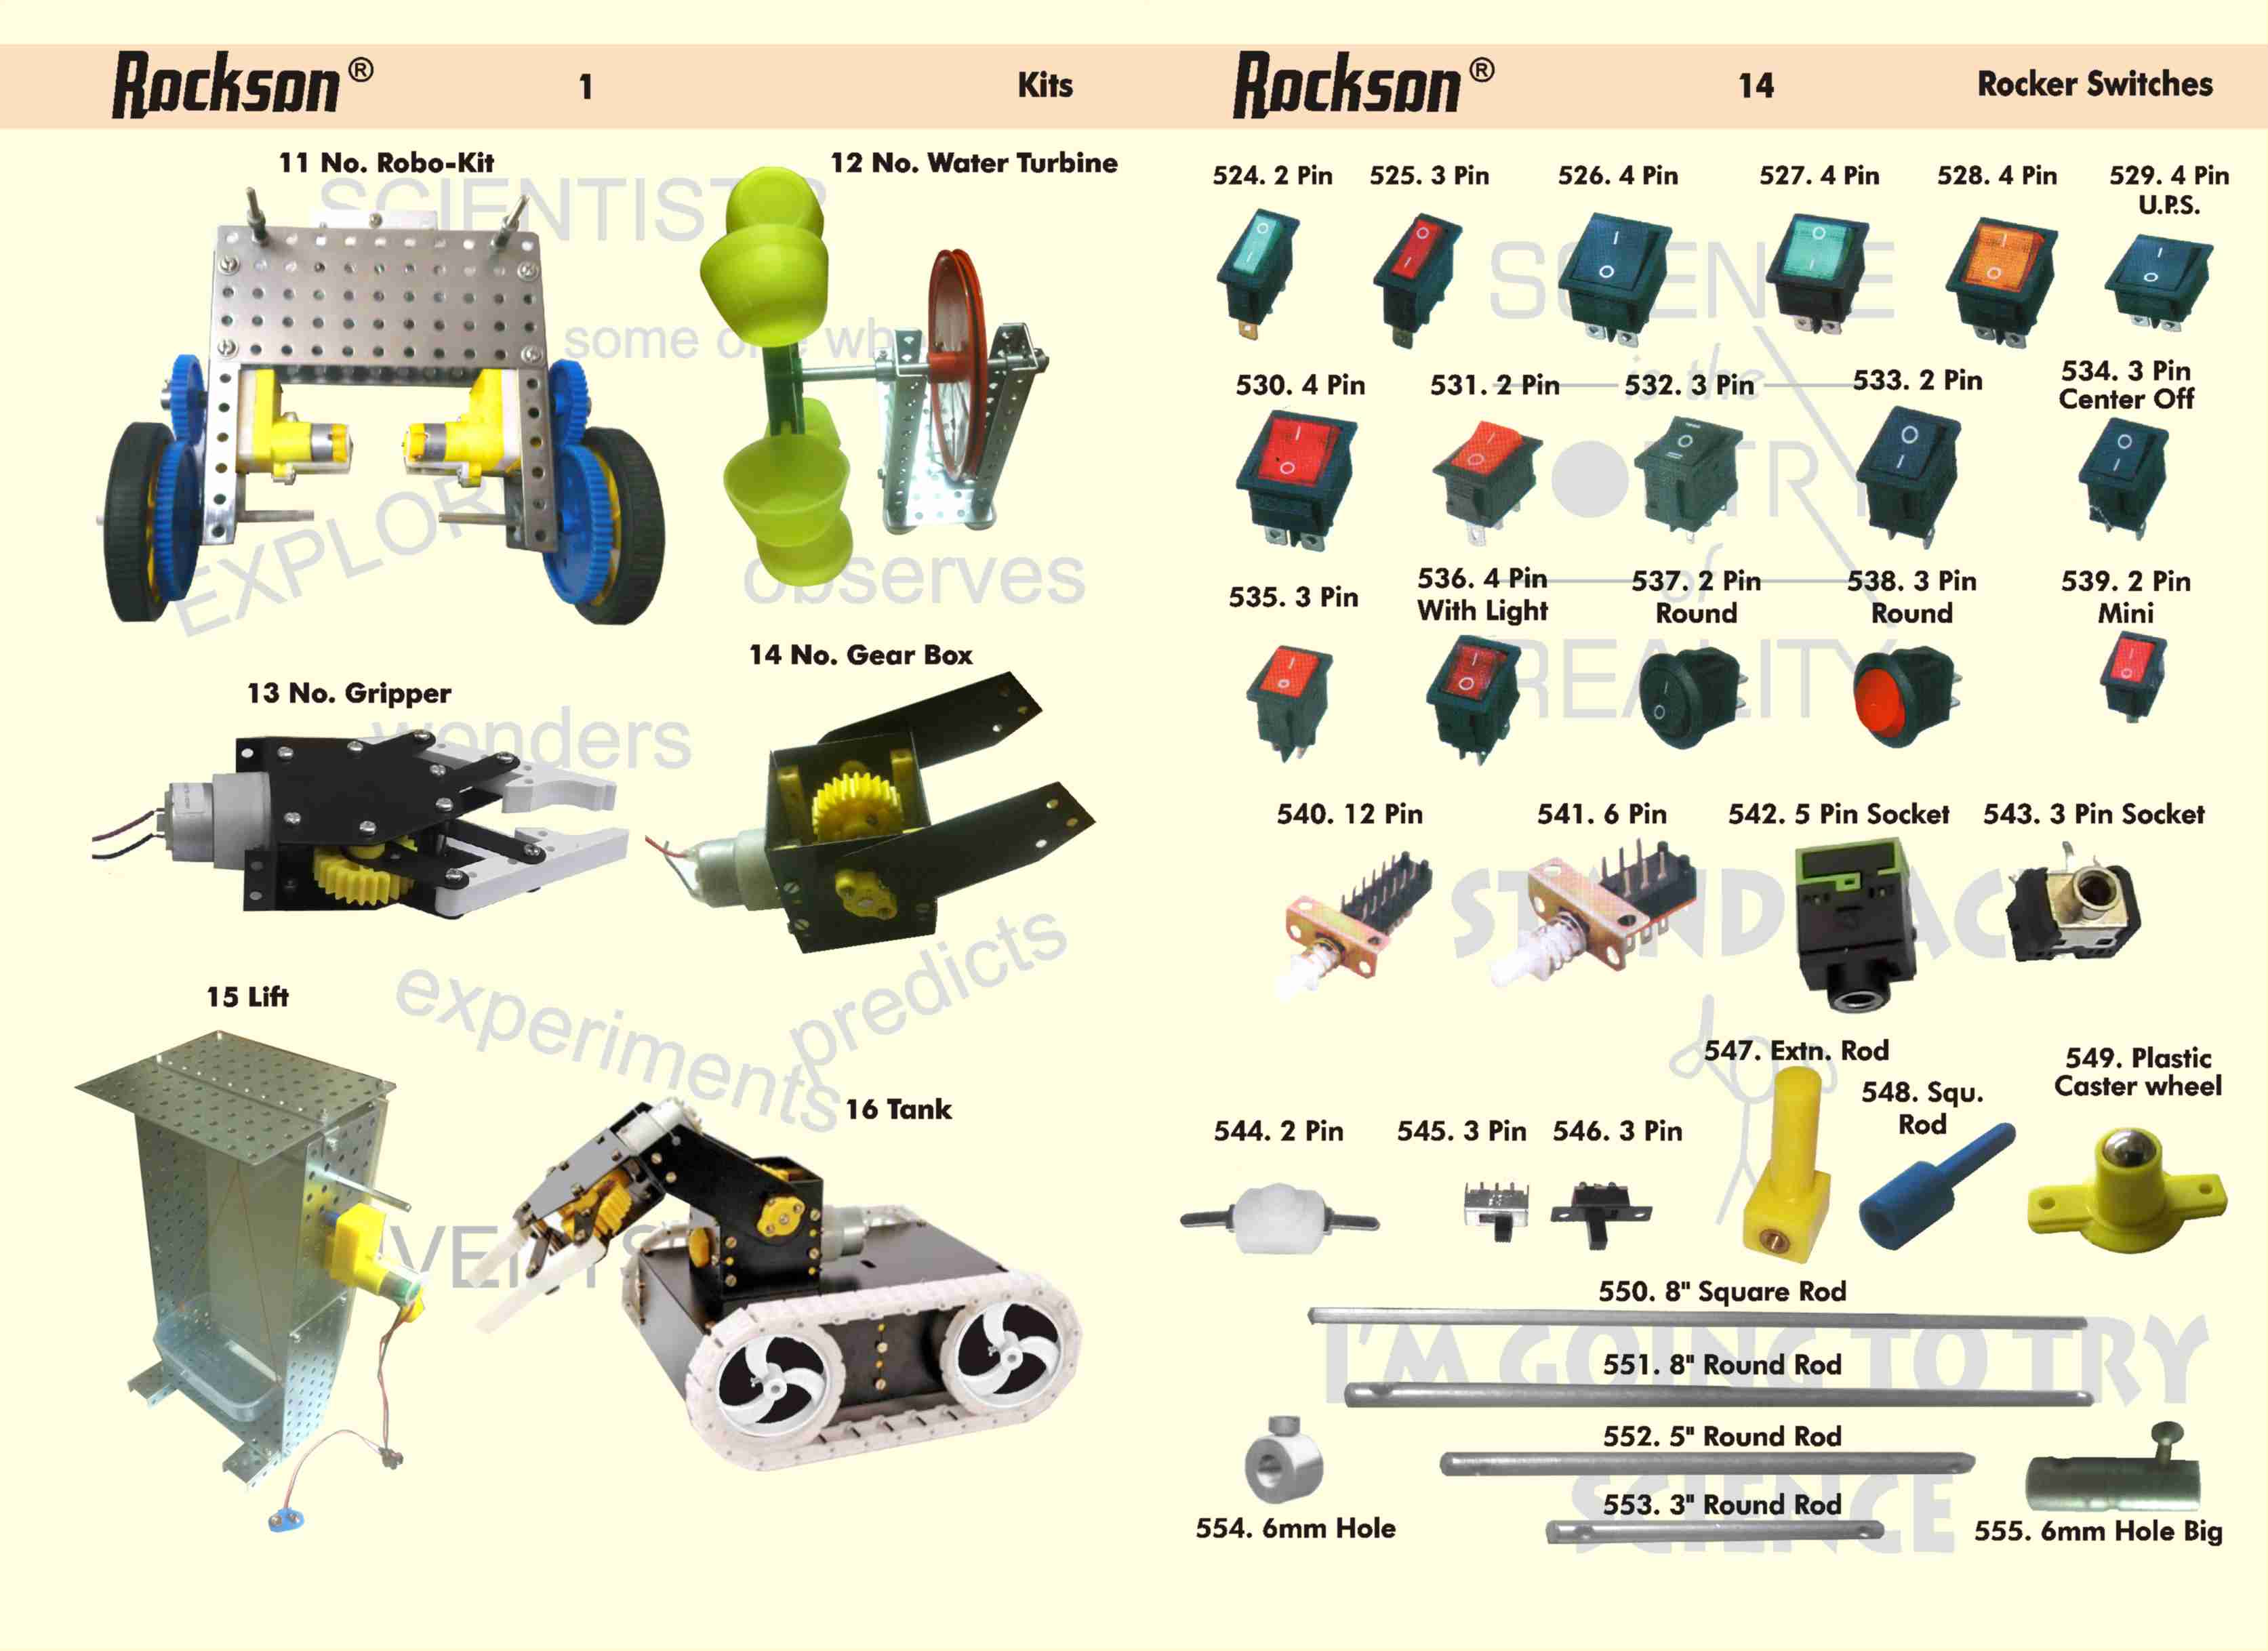 Rockson®
1
Kits
11 No. Robo-Kit
12 No. Water Turbine
SCIENTIST
some one wh
EXPLOR
observes
13 No. Gripper
14 No. Gear Box
wonders
15 Lift
experiments
predicts
16 Tank
Rockson®
14
Rocker Switches
524. 2 Pin
525. 3 Pin
526. 4 Pin
527. 4 Pin
528. 4 Pin
529. 4 Pin
U.P.S.
SCIENCE
is the
530. 4 Pin
531. 2 Pin
532. 3 Pin
533. 2 Pin
534. 3 Pin
Center Off
535. 3 Pin
536. 4 Pin
With Light
537. 2 Pin
Round
538. 3 Pin
Round
539. 2 Pin
Mini
of
REALITY
540. 12 Pin
541. 6 Pin
542. 5 Pin Socket
543. 3 Pin Socket
544. 2 Pin
545. 3 Pin
546. 3 Pin
547. Extn. Rod
548. Squ.
Rod
549. Plastic
Caster wheel
550. 8" Square Rod
I'M GOING TO TRY
551. 8" Round Rod
552. 5" Round Rod
SCIENCE
553. 3" Round Rod
554. 6mm Hole
555. 6mm Hole Big